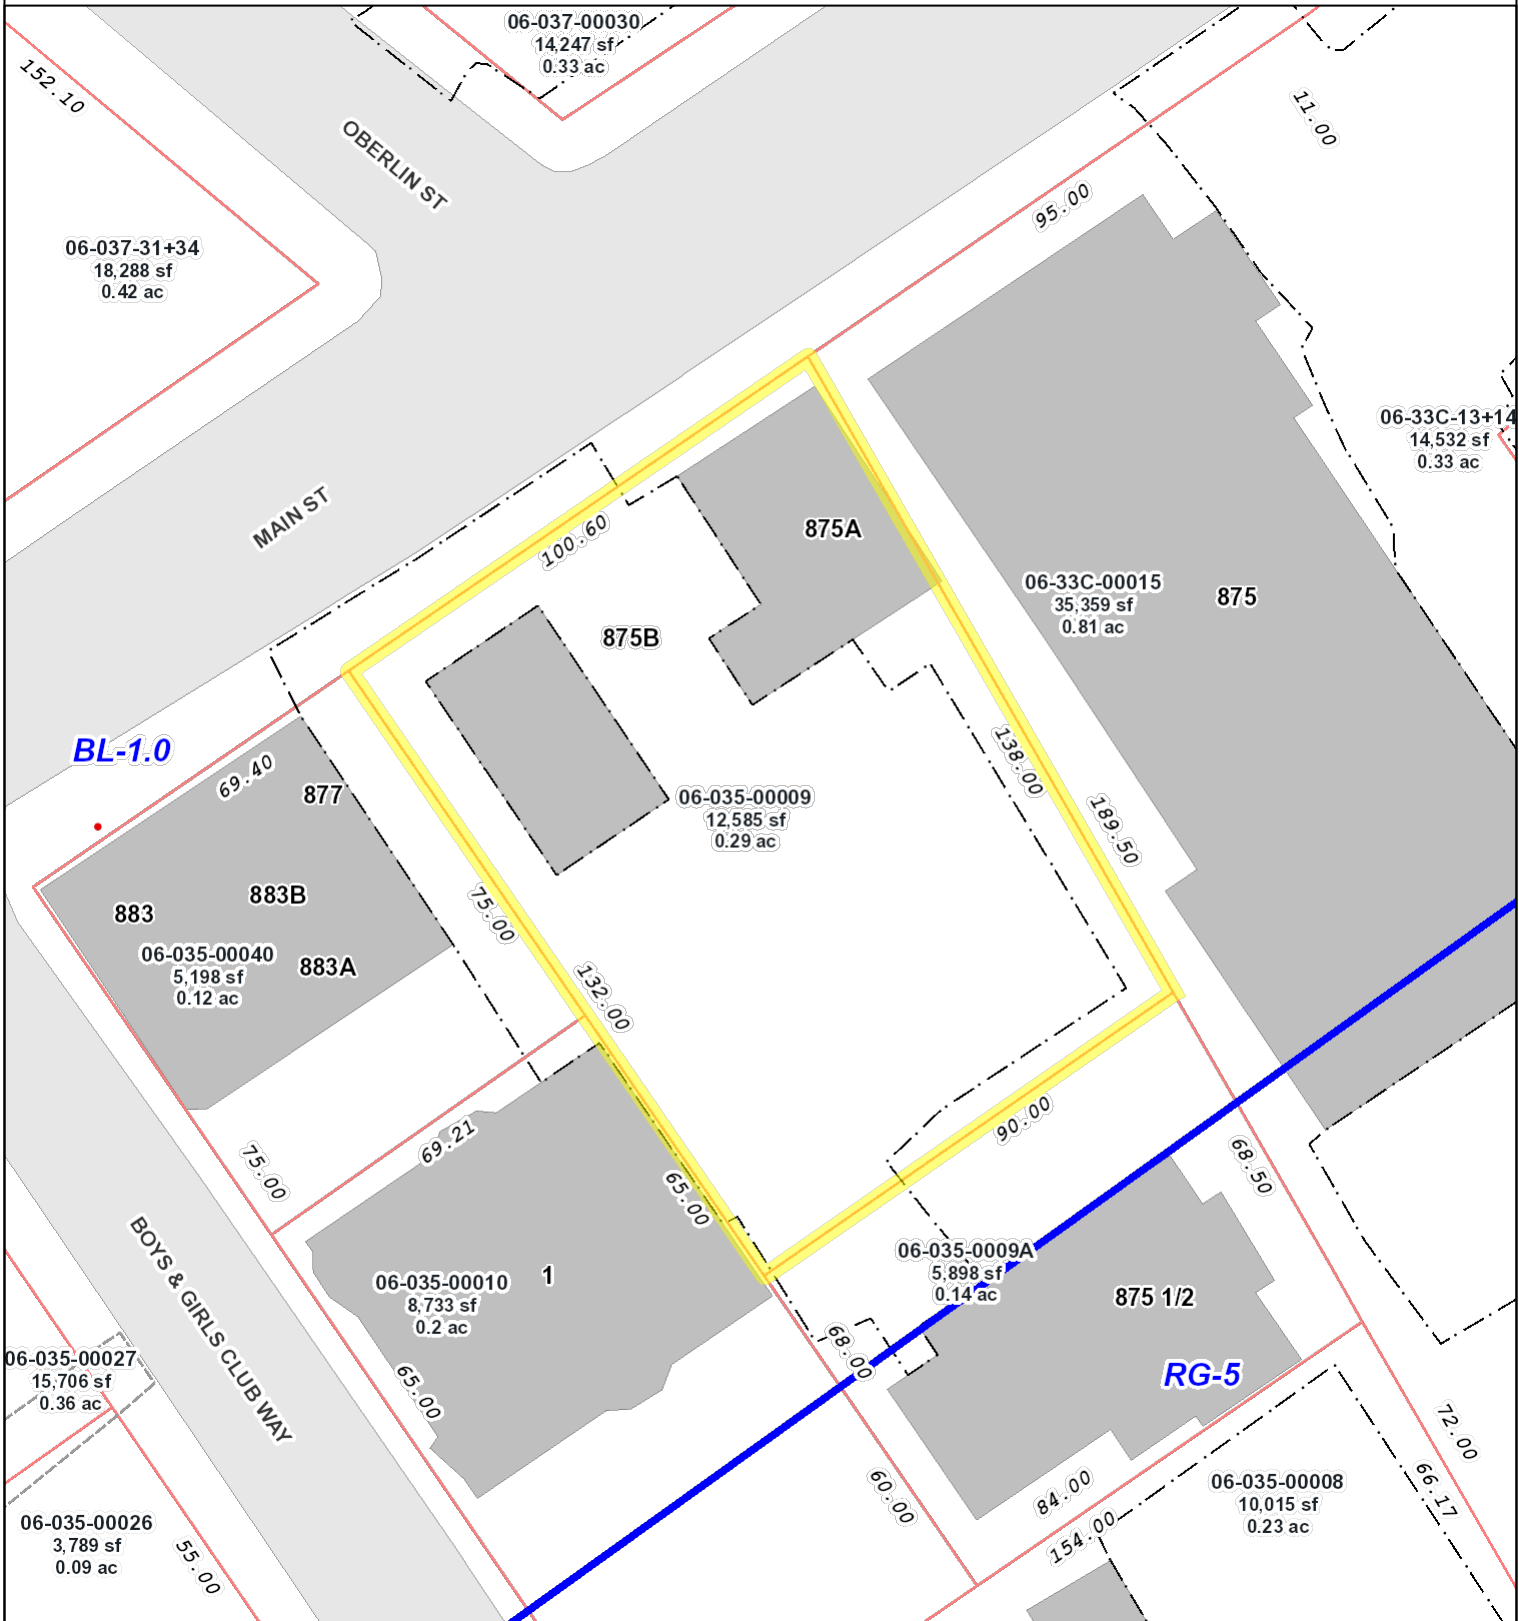 06-037-00030
14,247 sf
0.33 ac
152.10
OBERLIN ST
11.00
95.00
06-037-31+34
18,288 sf
0.42 ac
06-33C-13+14
14,532 sf
0.33 ac
MAIN ST
100.60
875A
06-33C-00015
35,359 sf
0.81 ac
875
875B
BL-1.0
69.40
877
138.00
06-035-00009
12,585 sf
0.29 ac
189.50
883B
883
75.00
06-035-00040
5,198 sf
0.12 ac
883A
132.00
90.00
69.21
75.00
65.00
68.50
BOYS & GIRLS CLUB WAY
06-035-0009A
5,898 sf
0.14 ac
06-035-00010
8,733 sf
0.2 ac
1
875 1/2
68.00
06-035-00027
15,706 sf
0.36 ac
RG-5
65.00
72.00
66.17
60.00
84.00
06-035-00008
10,015 sf
0.23 ac
154.00
06-035-00026
3,789 sf
0.09 ac
55.00